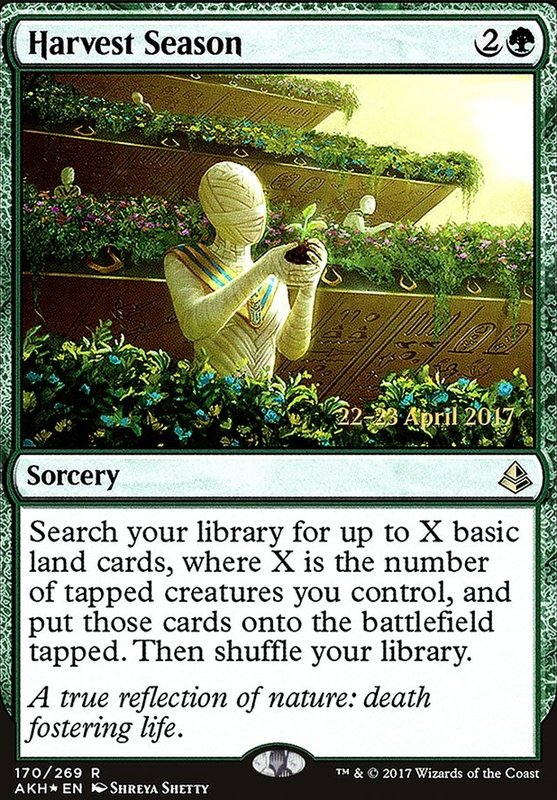 Harvest Season 2
22-23 April 2017
Sorcery
Search your library for up to X basic
land cards, where X is the number
of tapped creatures you control, and
put those cards onto the battlefield
tapped. Then shuffle your library.
A true reflection of nature: death
fostering life.
170/269 R
AKH★EN Shreya Shetty
™ & © 2017 Wizards of the Coast